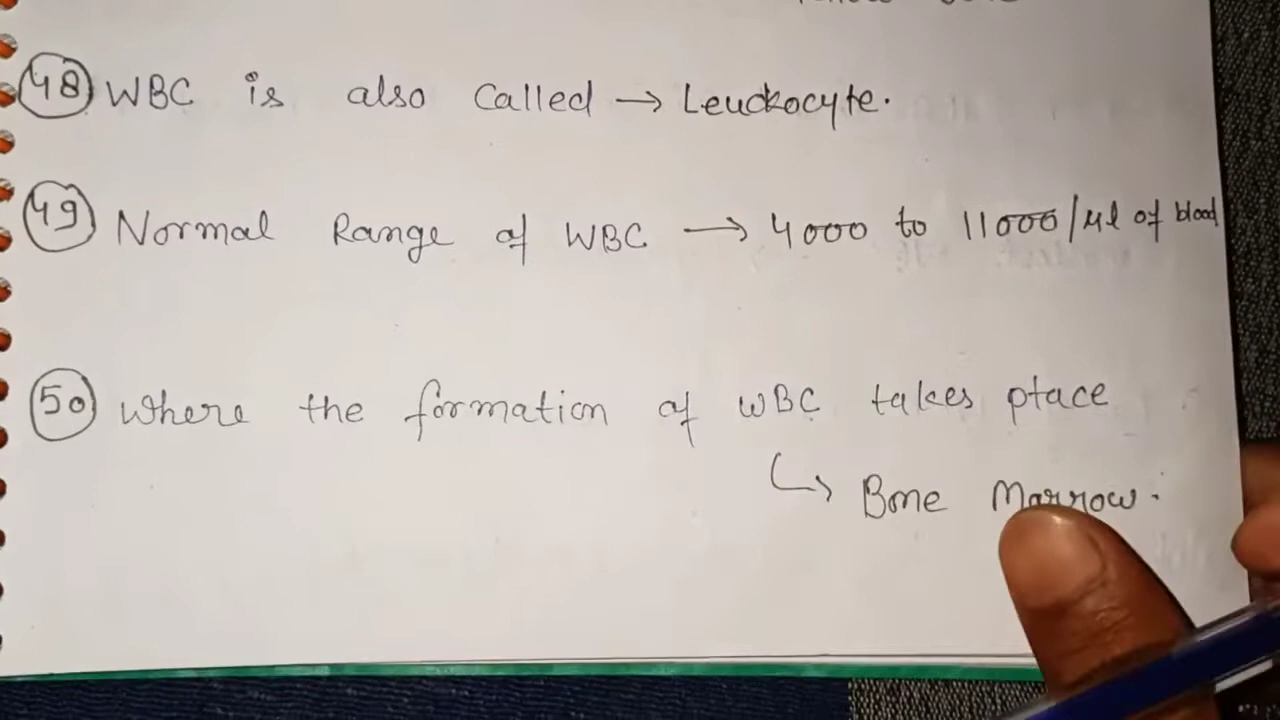 48 WBC is also Called → Leuckocyte.
49 Normal Range of WBC → 4000 to 11000/μl of blood
50 Where the formation of WBC takes place
↳ Bone Marrow.